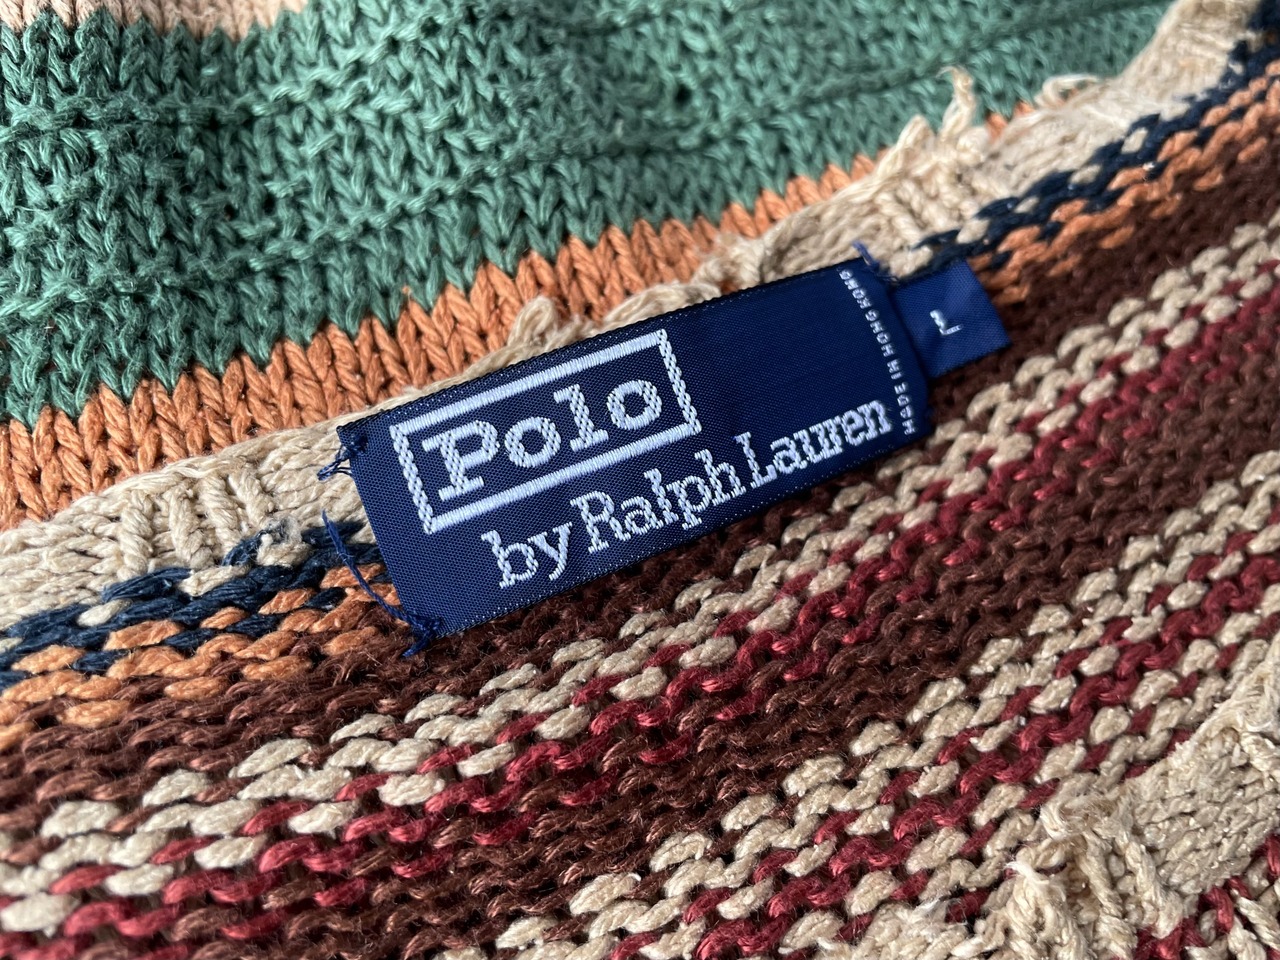 Polo
by Ralph Lauren
MADE IN HONG KONG
L